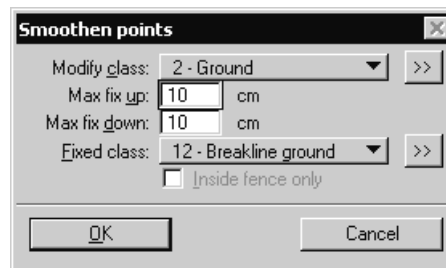 Smoothen points
Modify class: 2 - Ground >>
Max fix up: 10 cm
Max fix down: 10 cm
Fixed class: 12 - Breakline ground >>
Inside fence only
OK Cancel